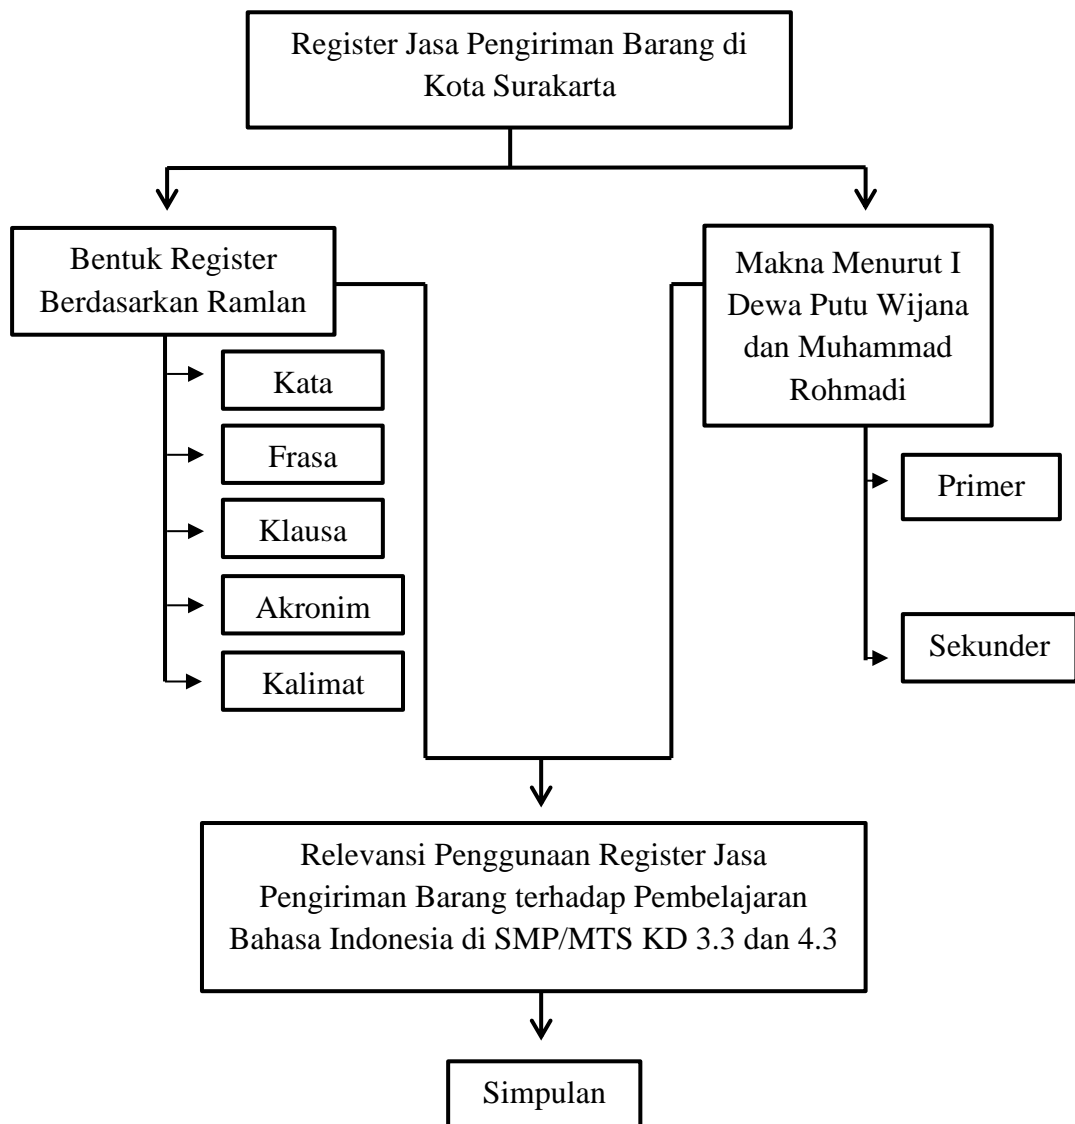 Register Jasa Pengiriman Barang di
Kota Surakarta
Bentuk Register
Berdasarkan Ramlan
Kata
Frasa
Klausa
Akronim
Kalimat
Makna Menurut I
Dewa Putu Wijana
dan Muhammad
Rohmadi
Primer
Sekunder
Relevansi Penggunaan Register Jasa
Pengiriman Barang terhadap Pembelajaran
Bahasa Indonesia di SMP/MTS KD 3.3 dan 4.3
Simpulan